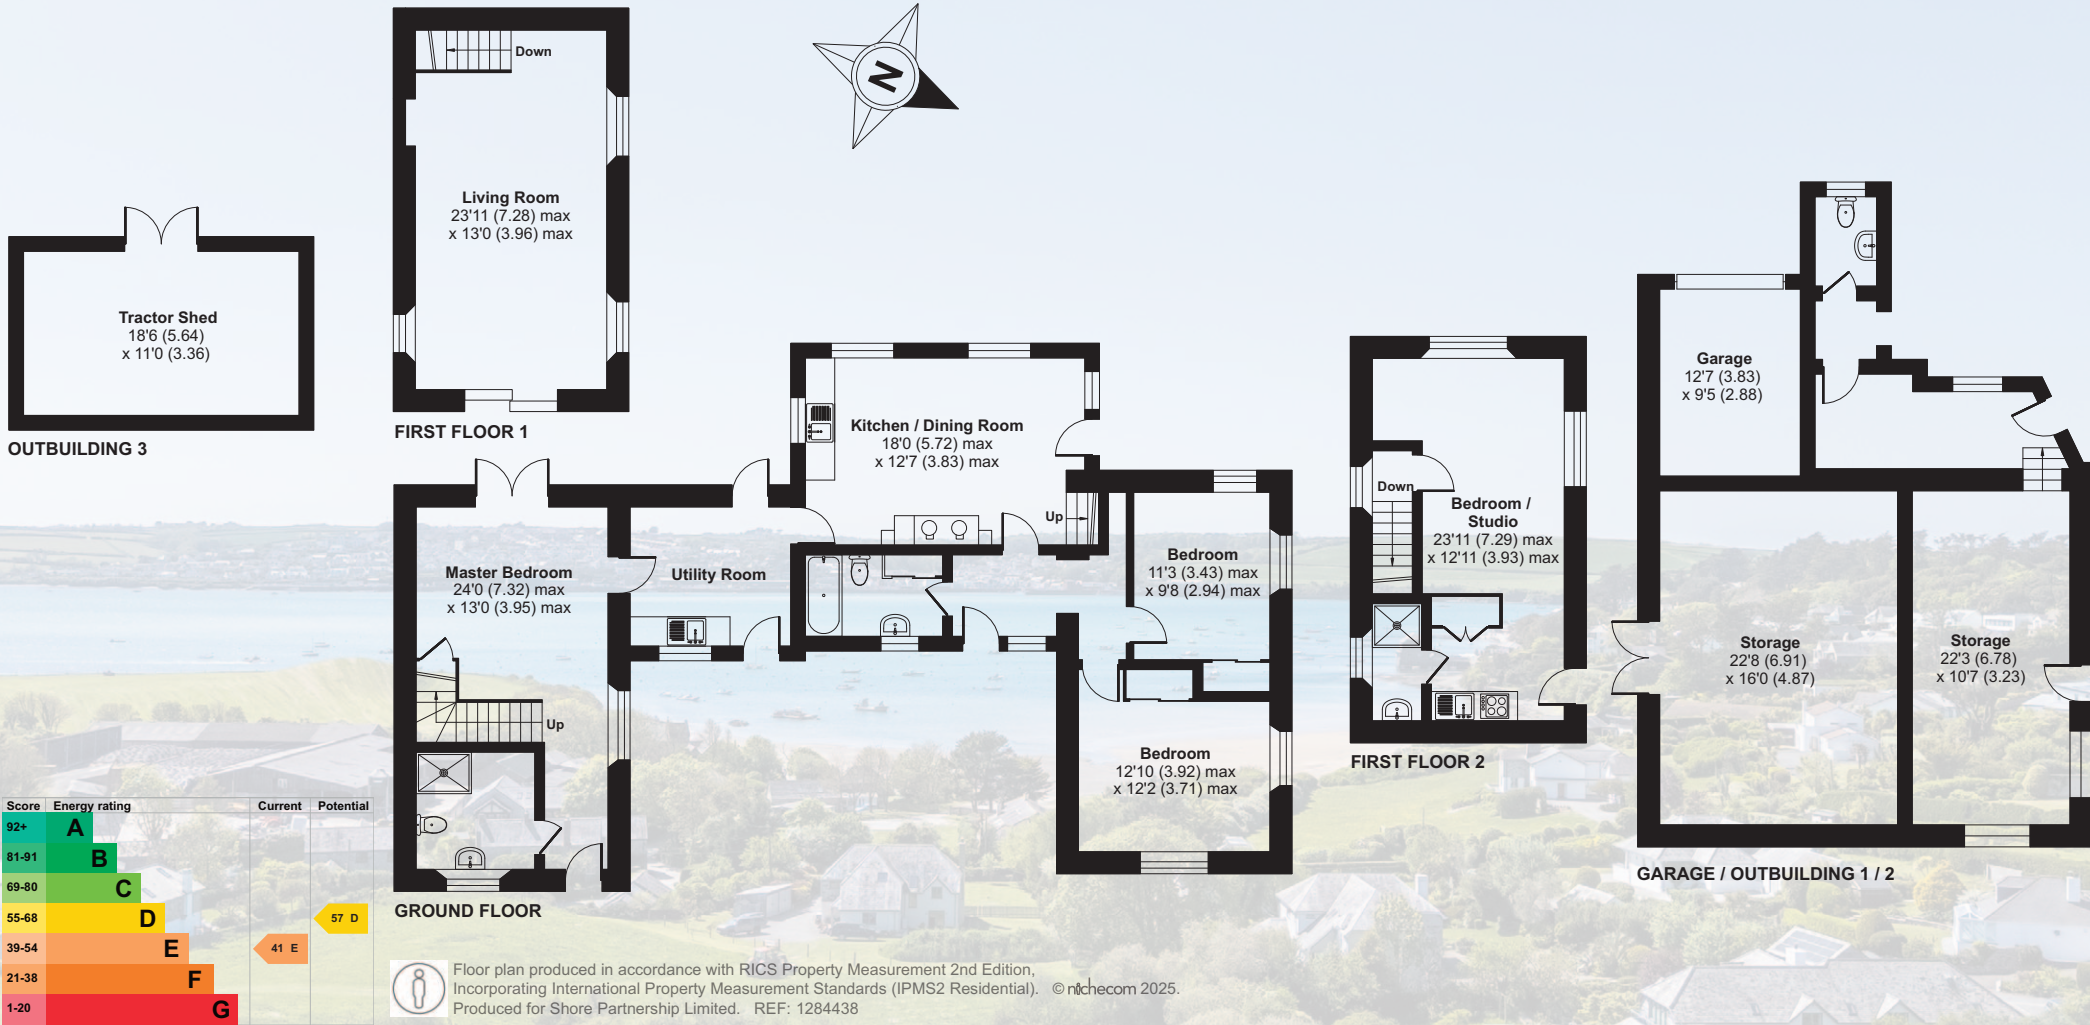 Down
Living Room
23'11 (7.28) max
x 13'0 (3.96) max
FIRST FLOOR 1
N
Tractor Shed
18'6 (5.64)
x 11'0 (3.36)
OUTBUILDING 3
Kitchen / Dining Room
18'0 (5.72) max
x 12'7 (3.83) max
Up
Master Bedroom
24'0 (7.32) max
x 13'0 (3.95) max
Utility Room
Up
Bedroom
11'3 (3.43) max
x 9'8 (2.94) max
Bedroom
12'10 (3.92) max
x 12'2 (3.71) max
GROUND FLOOR
Down
Bedroom /
Studio
23'11 (7.29) max
x 12'11 (3.93) max
FIRST FLOOR 2
Garage
12'7 (3.83)
x 9'5 (2.88)
Storage
22'8 (6.91)
x 16'0 (4.87)
Storage
22'3 (6.78)
x 10'7 (3.23)
GARAGE / OUTBUILDING 1 / 2
Score Energy rating Current Potential
92+ A
81-91 B
69-80 C
55-68 D 57 D
39-54 E 41 E
21-38 F
1-20 G
Floor plan produced in accordance with RICS Property Measurement 2nd Edition,
Incorporating International Property Measurement Standards (IPMS2 Residential). © nichecom 2025.
Produced for Shore Partnership Limited. REF: 1284438